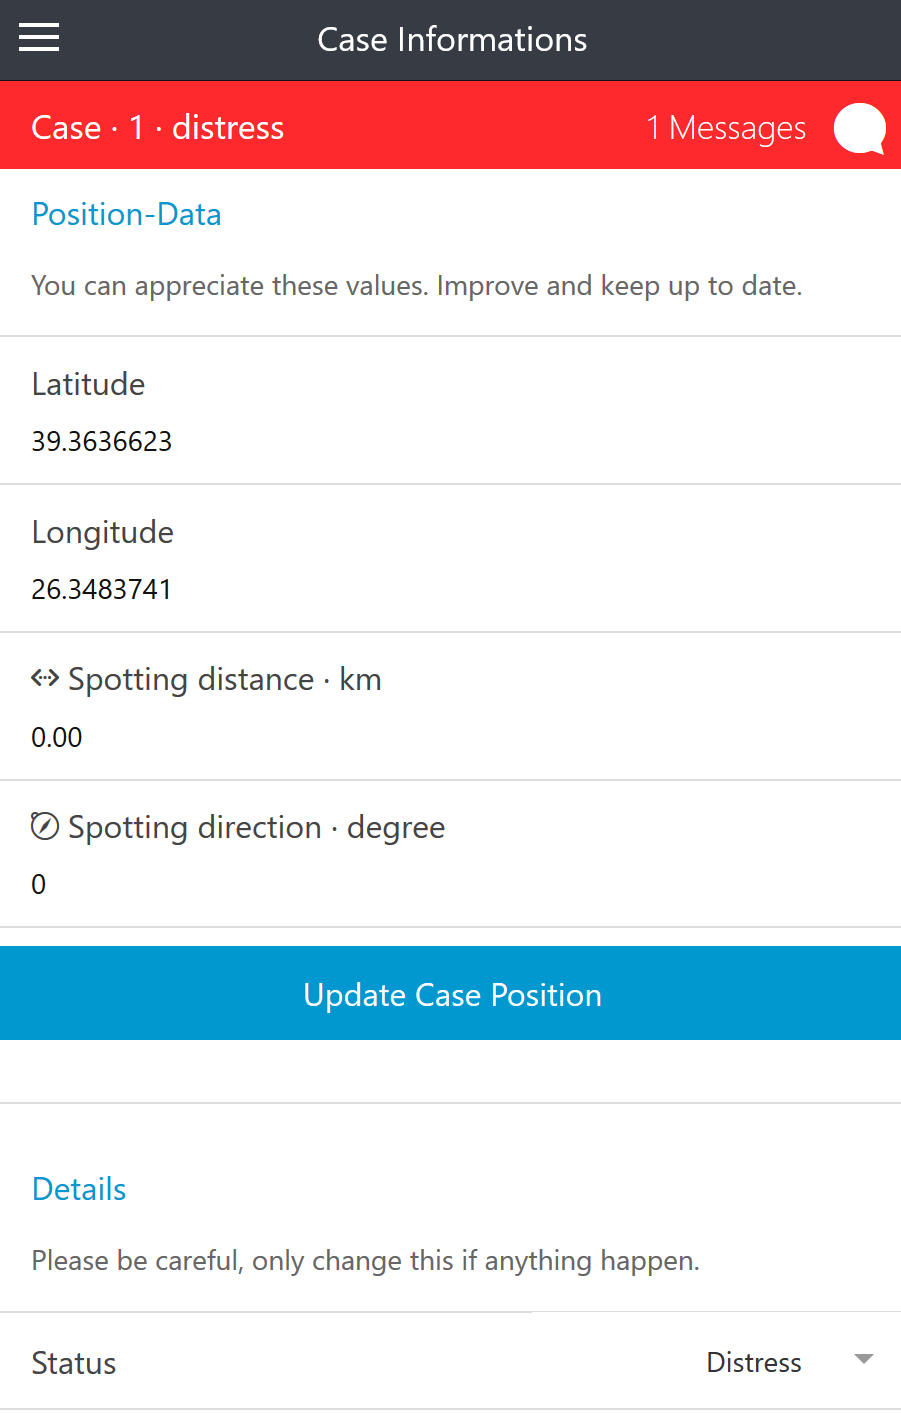 Case Informations
Case · 1 · distress
1 Messages
Position-Data
You can appreciate these values. Improve and keep up to date.
Latitude
39.3636623
Longitude
26.3483741
Spotting distance · km
0.00
Spotting direction · degree
0
Update Case Position
Details
Please be careful, only change this if anything happen.
Status
Distress